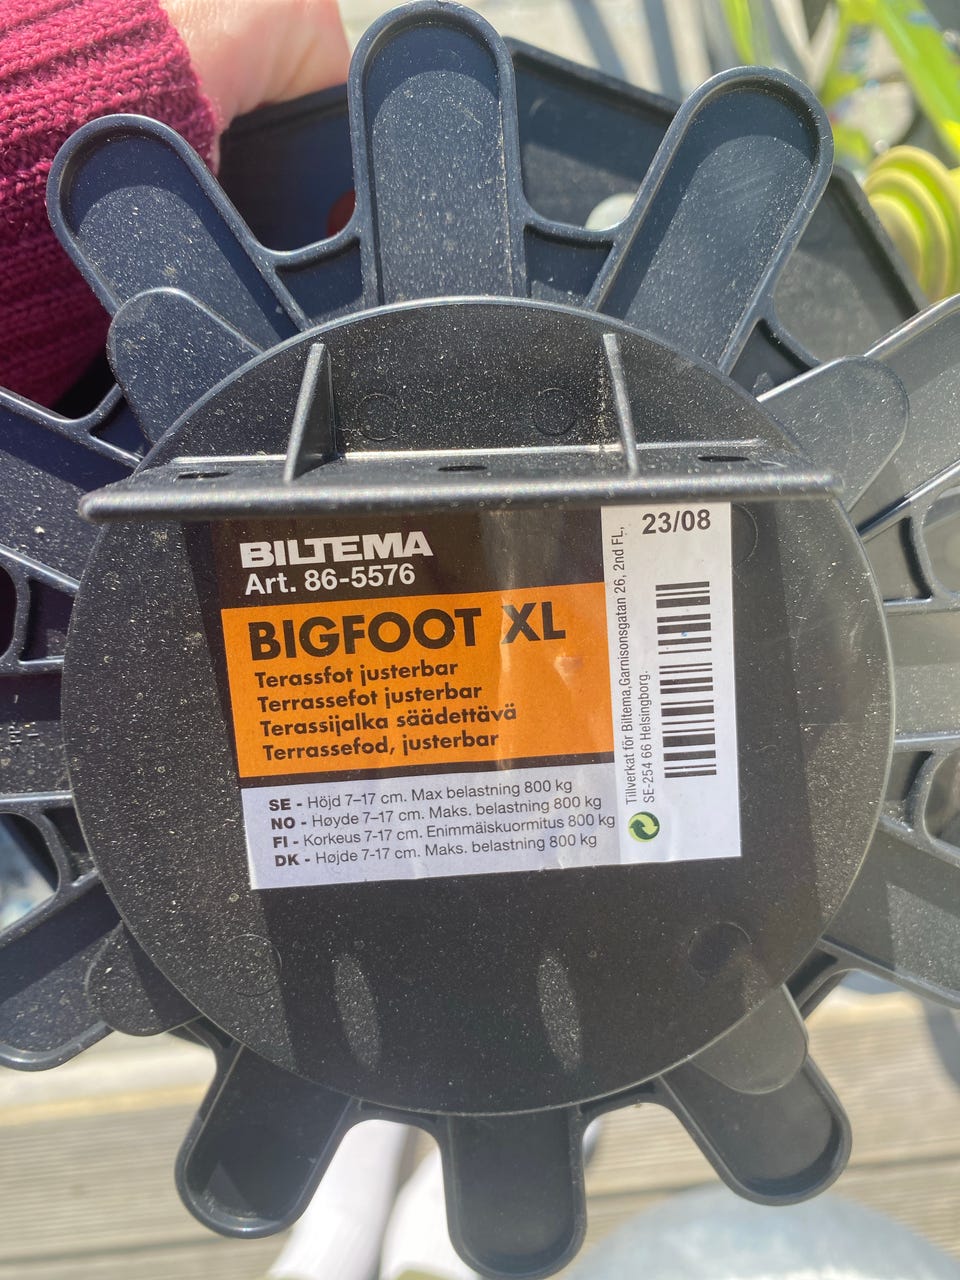 BILTEMA
Art. 86-5576
BIGFOOT XL
Terassfot justerbar
Terrassefot justerbar
Terassijalka säädettävä
Terrassefod, justerbar
SE - Höjd 7–17 cm. Max belastning 800 kg
NO - Høyde 7–17 cm. Maks. belastning 800 kg
FI - Korkeus 7-17 cm. Enimmäiskuormitus 800 kg
DK - Højde 7-17 cm. Maks. belastning 800 kg
23/08
Tillverkat för Biltema,Garnisonsgatan 26, 2nd FL,
SE-254 66 Helsingborg.